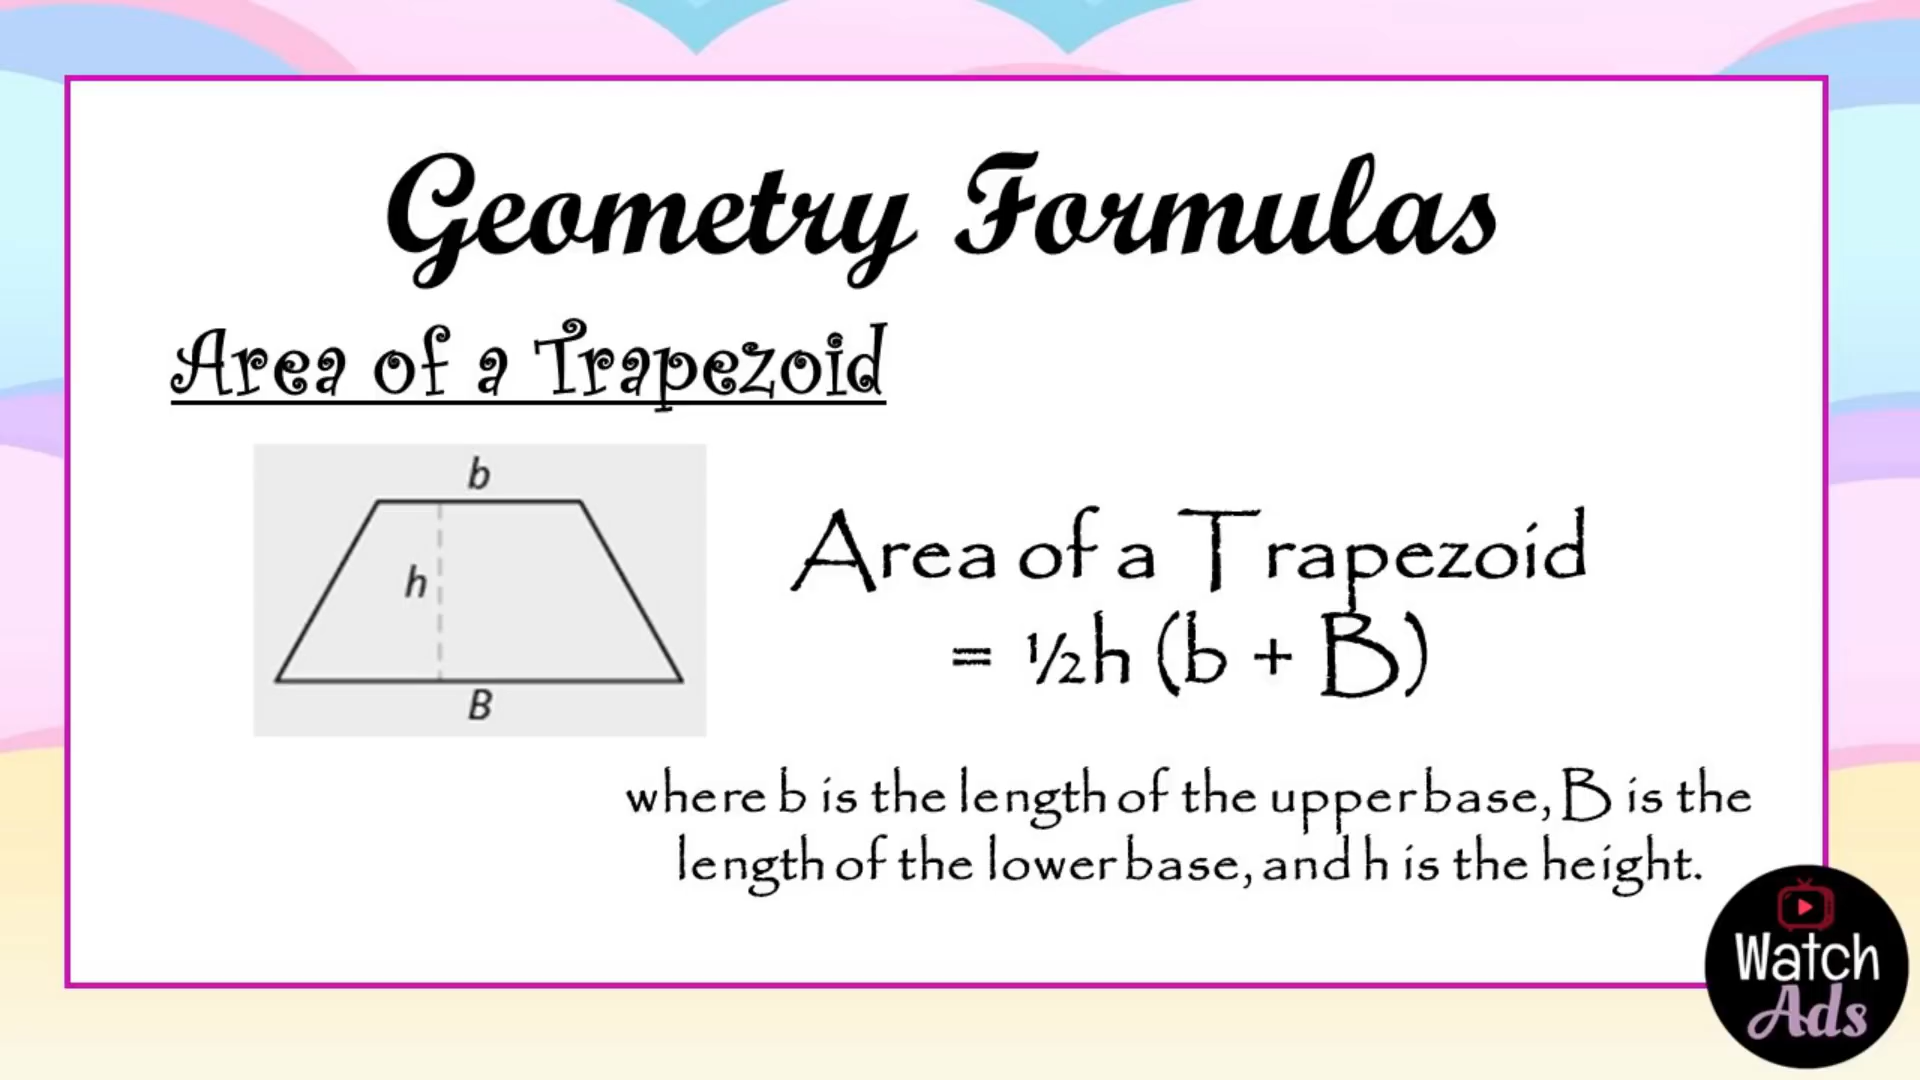 Geometry Formulas
Area of a Trapezoid
b
h
B
Area of a Trapezoid
= ½h (b + B)
where b is the length of the upper base, B is the
length of the lower base, and h is the height.
Watch
Ads